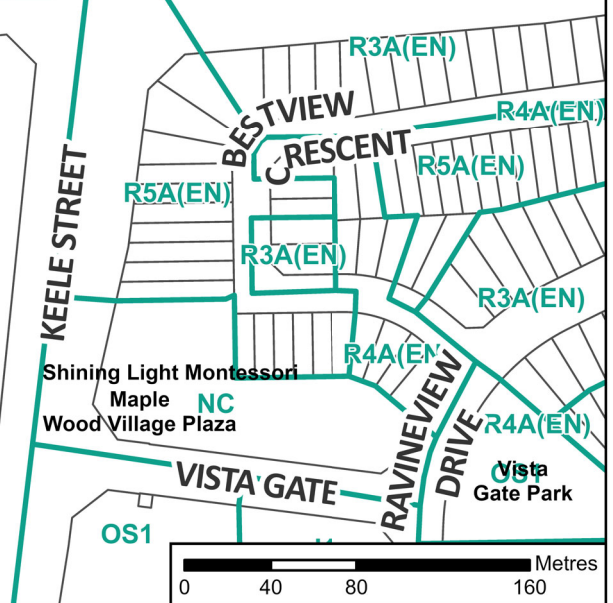 R3A(EN)
BESTVIEW
CRESCENT
R4A(EN)
R5A(EN)
R5A(EN)
KEELE STREET
R3A(EN)
R3A(EN)
R4A(EN
Shining Light Montessori
Maple
Wood Village Plaza
NC
RAVINEVIEW
DRIVE
R4A(EN)
VISTA GATE
OS1
Vista
Gate Park
OS1
Metres
0 40 80 160